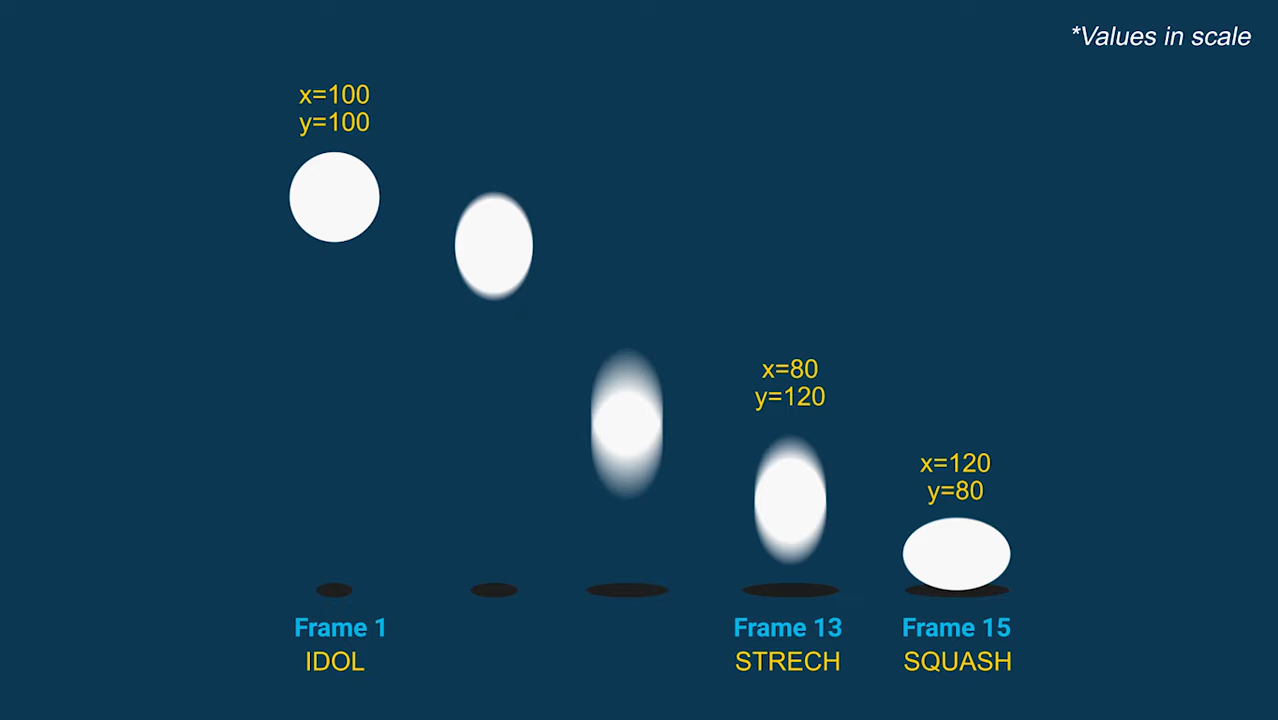 *Values in scale
x=100
y=100
x=80
y=120
x=120
y=80
Frame 1
IDOL
Frame 13
STRECH
Frame 15
SQUASH